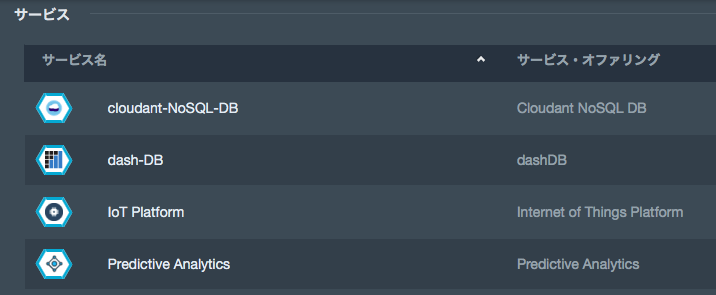 サービス
サービス名 サービス・オファリング
cloudant-NoSQL-DB Cloudant NoSQL DB
dash-DB dashDB
IoT Platform Internet of Things Platform
Predictive Analytics Predictive Analytics